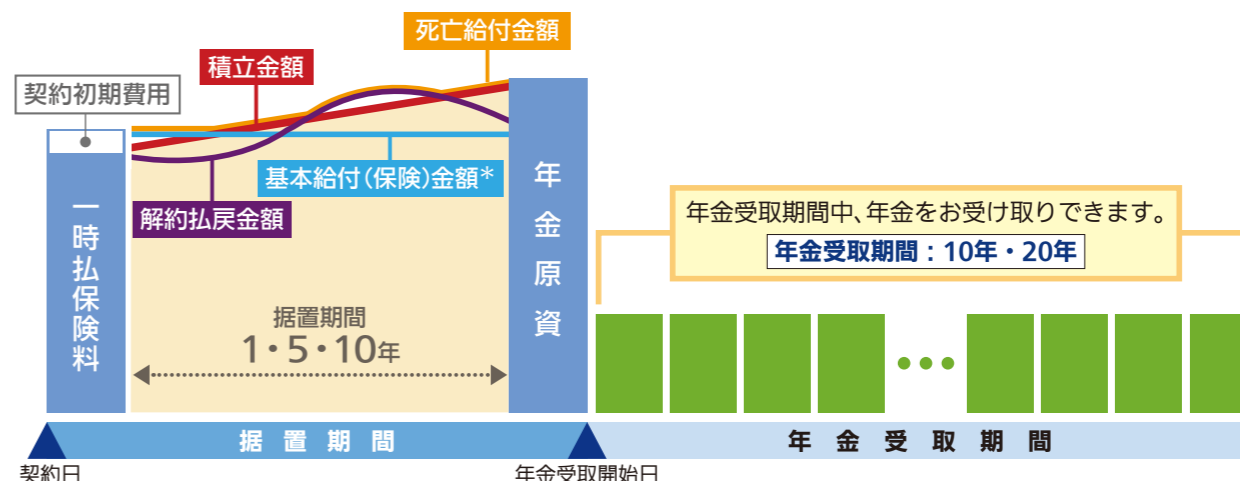 死亡給付金額
積立金額
契約初期費用
基本給付(保険)金額*
解約払戻金額
一時払保険料
年金原資
据置期間
1・5・10年
年金受取期間中、年金をお受け取りできます。
年金受取期間：10年・20年
据置期間
年金受取期間
契約日
年金受取開始日